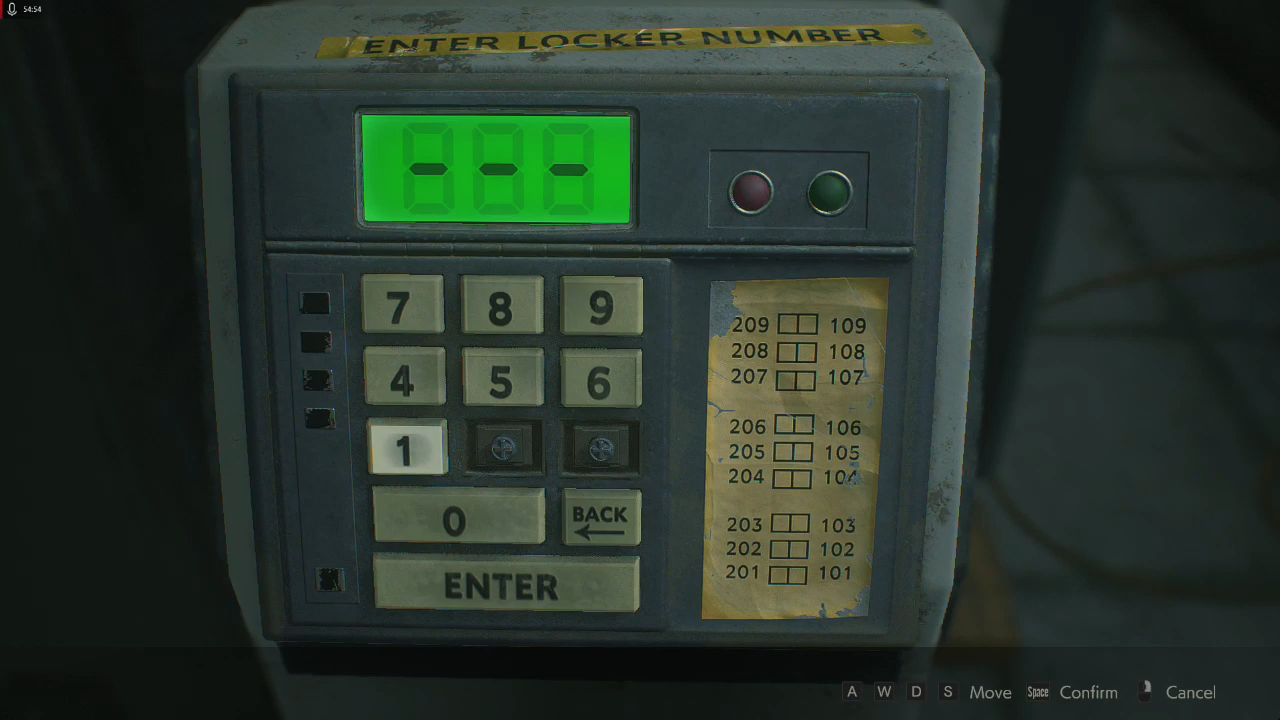 54:54
ENTER LOCKER NUMBER
- - -
7 8 9
4 5 6
1
0 BACK
ENTER
209 109
208 108
207 107
206 106
205 105
204 104
203 103
202 102
201 101
A W D S Move Space Confirm Cancel